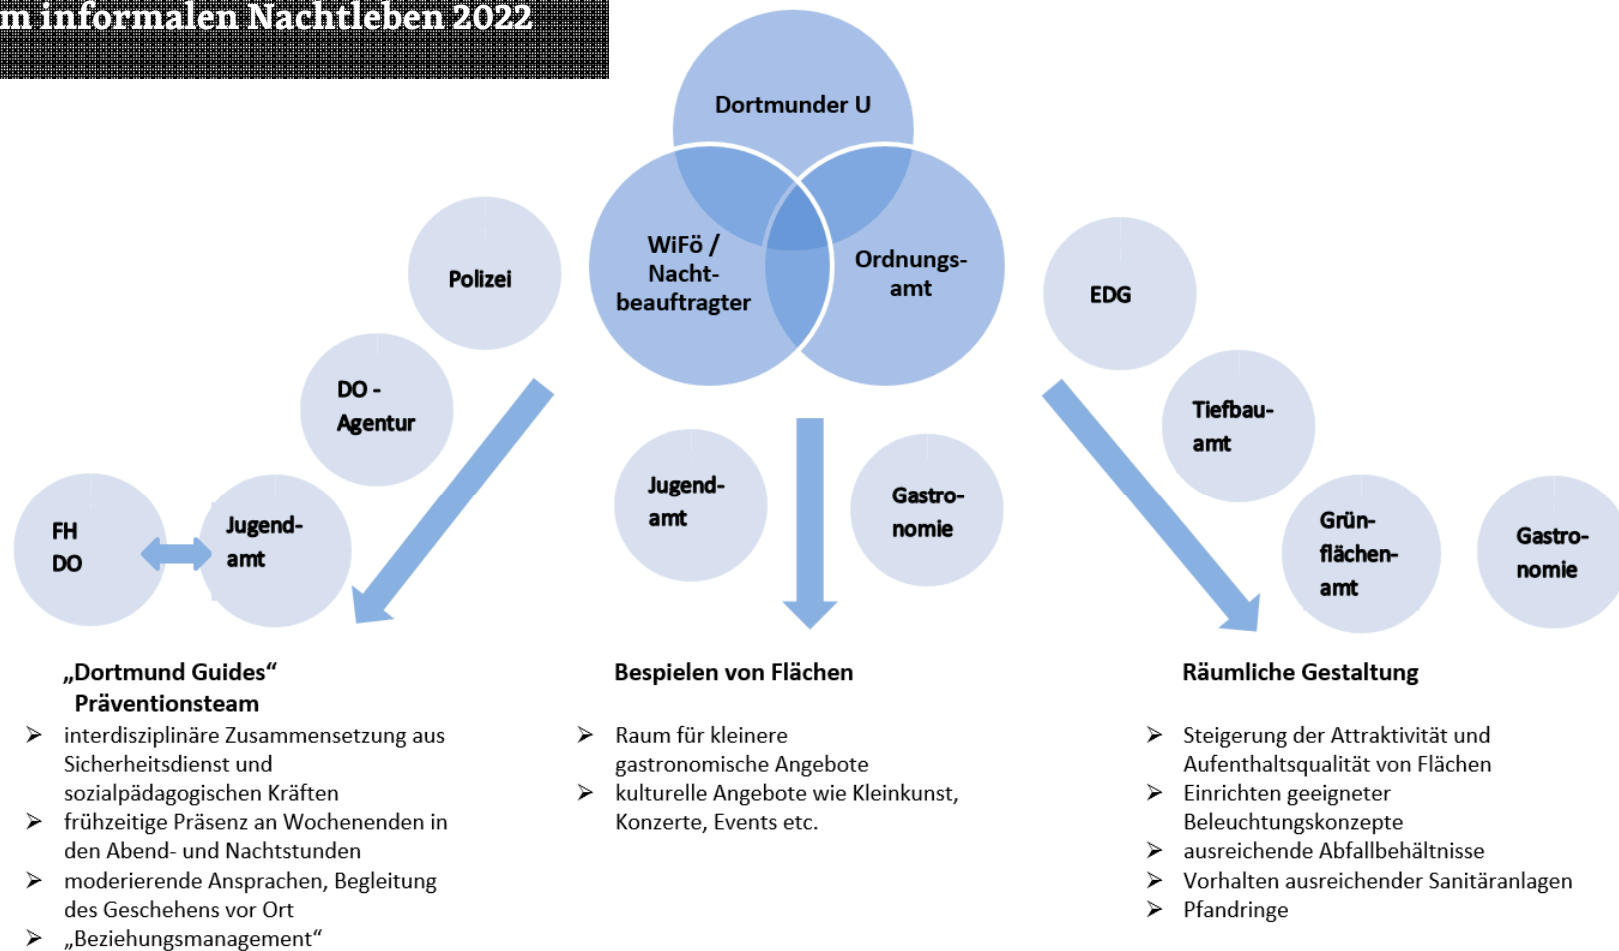 m informalen Nachtleben 2022
Dortmunder U
WiFö /
Nacht-
beauftragter
Ordnungs-
amt
Polizei
DO -
Agentur
FH
DO
Jugend-
amt
Jugend-
amt
Gastro-
nomie
EDG
Tiefbau-
amt
Grün-
flächen-
amt
Gastro-
nomie
„Dortmund Guides“
Präventionsteam
➢ interdisziplinäre Zusammensetzung aus
Sicherheitsdienst und
sozialpädagogischen Kräften
➢ frühzeitige Präsenz an Wochenenden in
den Abend- und Nachtstunden
➢ moderierende Ansprachen, Begleitung
des Geschehens vor Ort
➢ „Beziehungsmanagement“
Bespielen von Flächen
➢ Raum für kleinere
gastronomische Angebote
➢ kulturelle Angebote wie Kleinkunst,
Konzerte, Events etc.
Räumliche Gestaltung
➢ Steigerung der Attraktivität und
Aufenthaltsqualität von Flächen
➢ Einrichten geeigneter
Beleuchtungskonzepte
➢ ausreichende Abfallbehältnisse
➢ Vorhalten ausreichender Sanitäranlagen
➢ Pfandringe